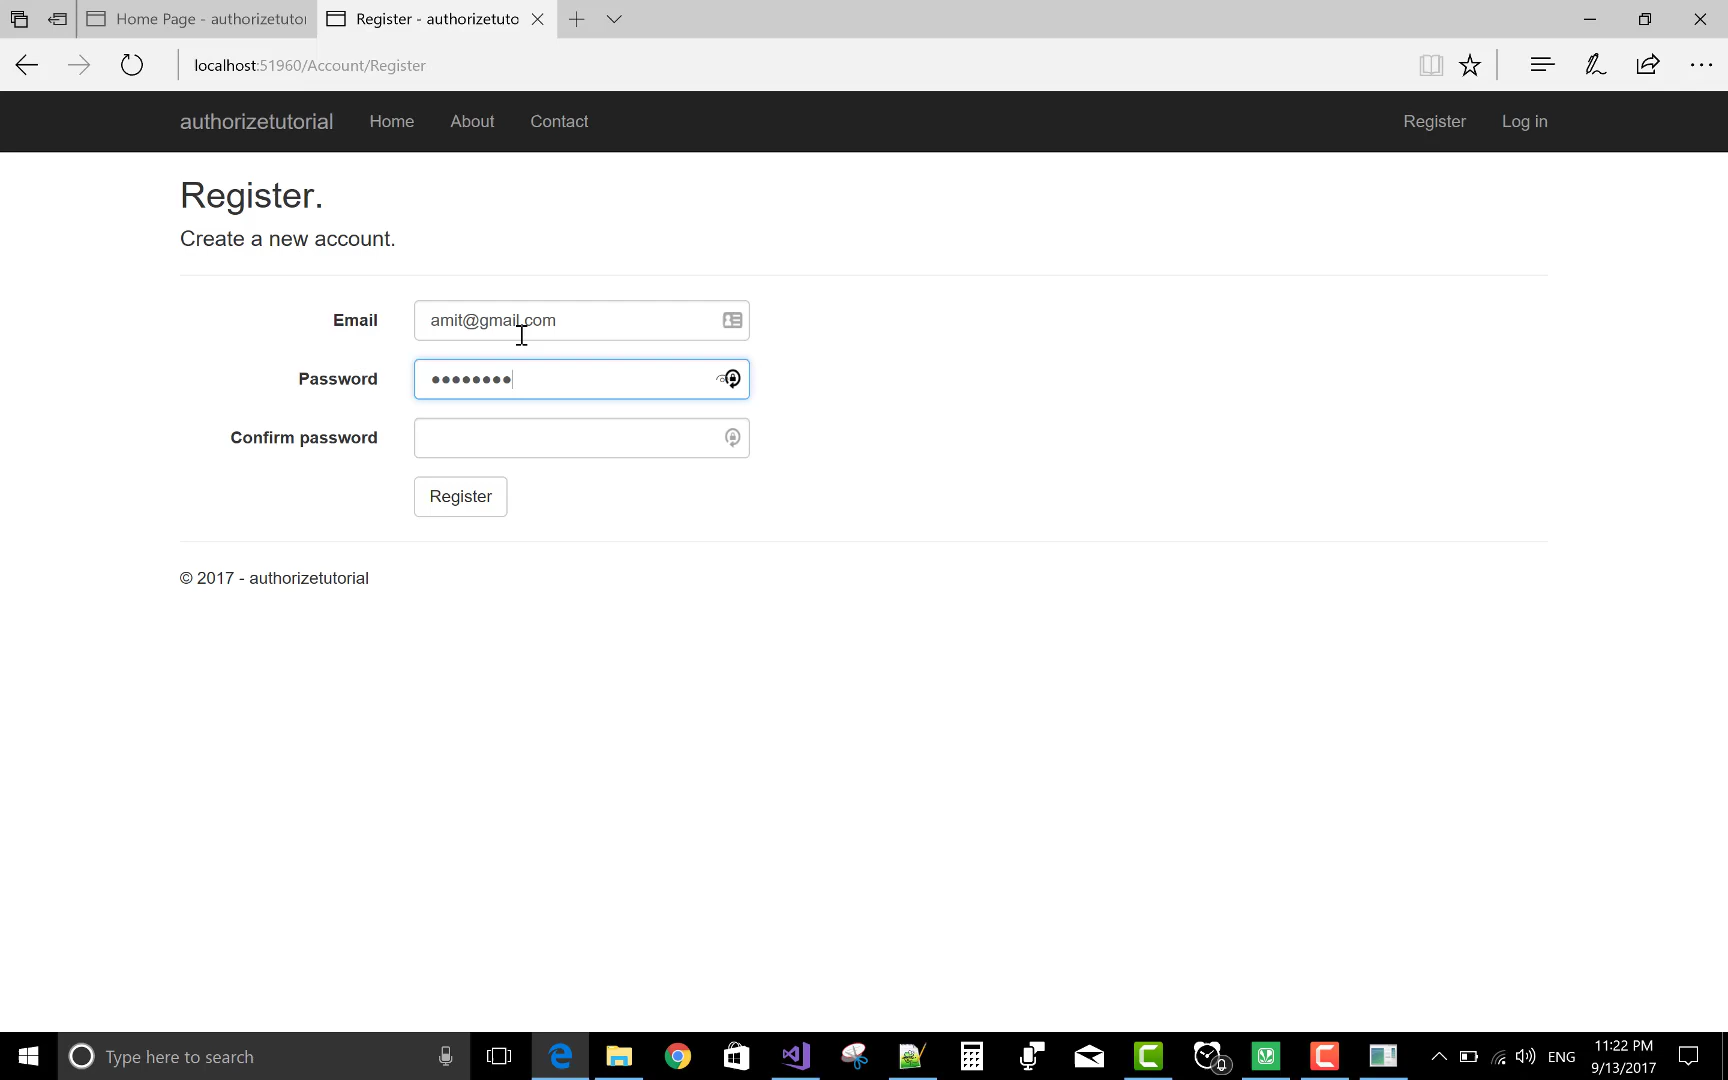 Home Page - authorizetutor
Register - authorizetuto
localhost:51960/Account/Register
authorizetutorial Home About Contact Register Log in
Register.
Create a new account.
Email amit@gmail.com
Password ••••••••
Confirm password
Register
© 2017 - authorizetutorial
Type here to search
ENG
11:22 PM
9/13/2017